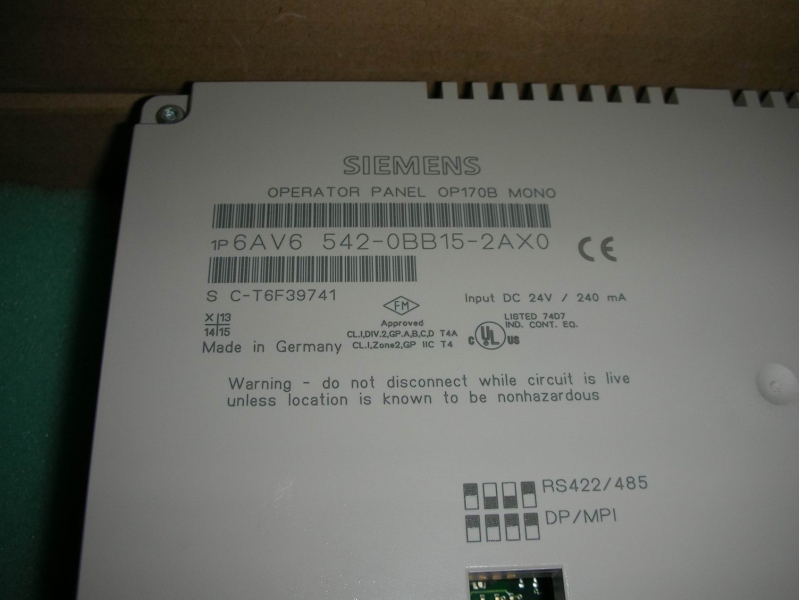 SIEMENS
OPERATOR PANEL OP170B MONO
1P 6AV6 542-0BB15-2AX0
CE
S C-T6F39741
Input DC 24V / 240 mA
X 13
14 15
FM
Approved
CL.I,DIV.2,GP.A,B,C,D T4A
CL.I,Zone2,GP IIC T4
c UL us
LISTED 74D7
IND. CONT. EQ.
Made in Germany
Warning - do not disconnect while circuit is live
unless location is known to be nonhazardous
RS422/485
DP/MPI